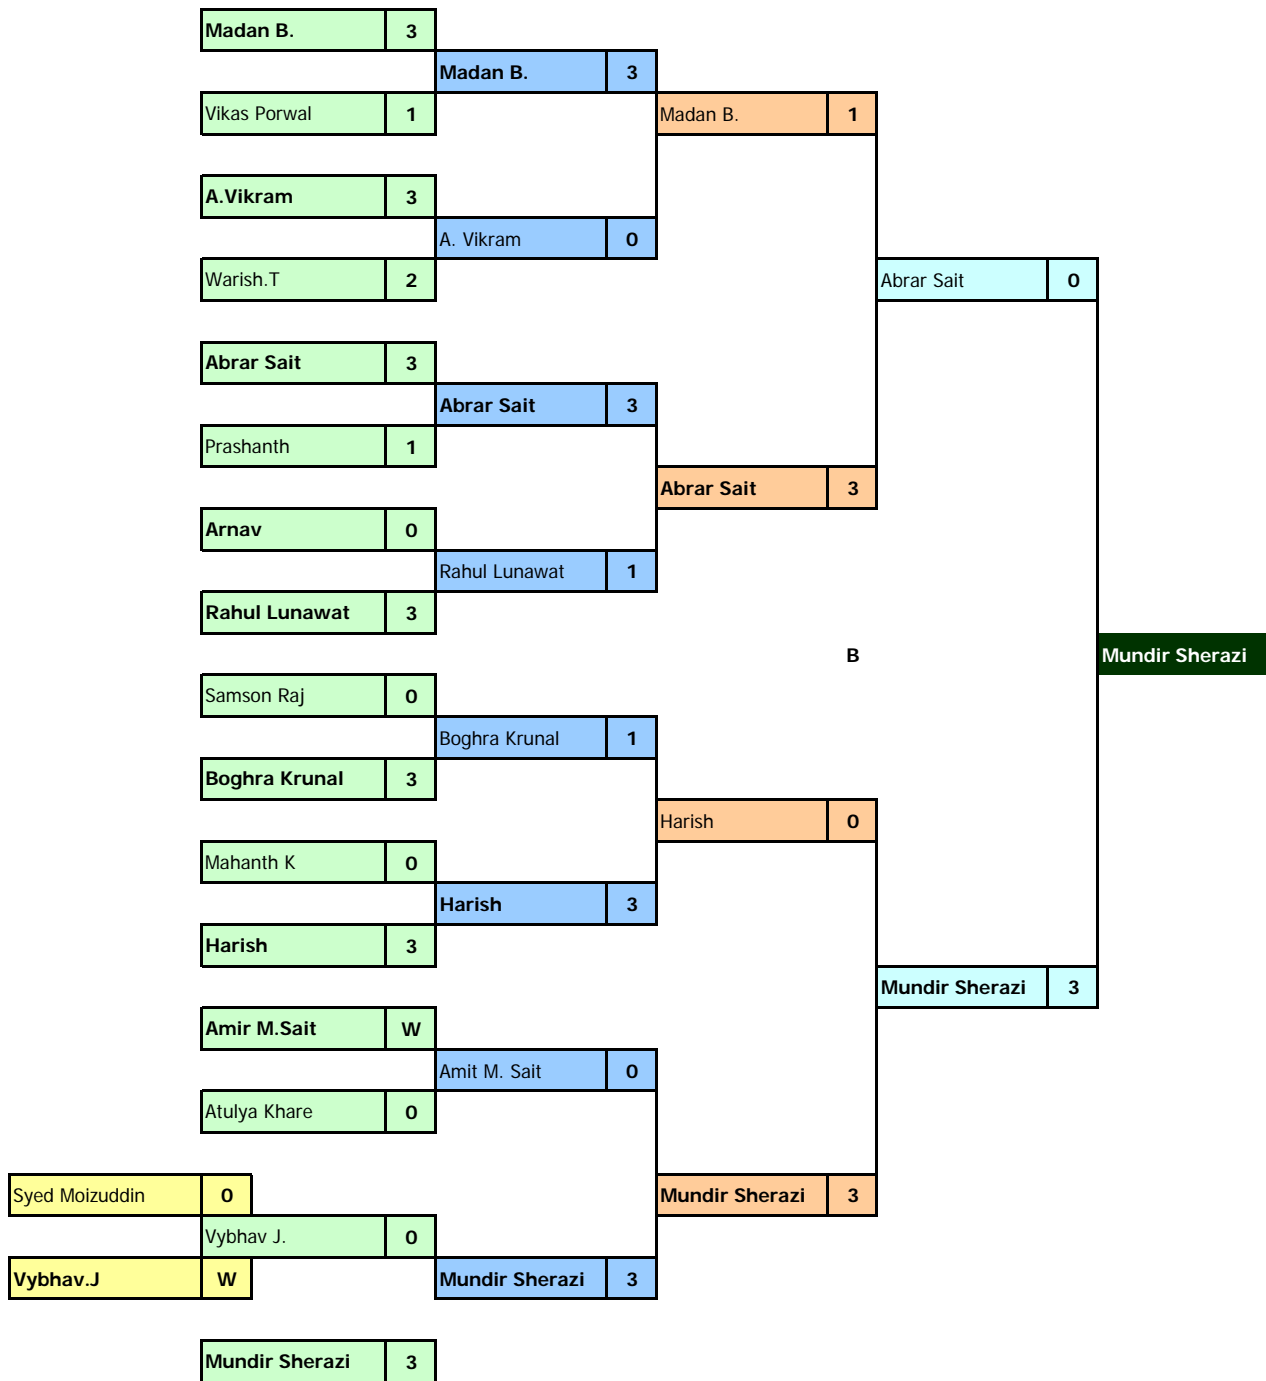 Madan B. 3
Madan B. 3
Vikas Porwal 1 Madan B. 1
A.Vikram 3
A. Vikram 0
Warish.T 2 Abrar Sait 0
Abrar Sait 3
Abrar Sait 3
Prashanth 1
Abrar Sait 3
Arnav 0
Rahul Lunawat 1
Rahul Lunawat 3
B Mundir Sherazi
Samson Raj 0
Boghra Krunal 1
Boghra Krunal 3
Harish 0
Mahanth K 0
Harish 3
Harish 3
Mundir Sherazi 3
Amir M.Sait W
Amit M. Sait 0
Atulya Khare 0
Syed Moizuddin 0 Mundir Sherazi 3
Vybhav J. 0
Vybhav.J W Mundir Sherazi 3
Mundir Sherazi 3